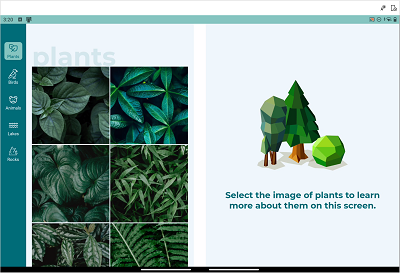 3:20
plants
Plants
Birds
Animals
Lakes
Rocks
Select the image of plants to learn
more about them on this screen.